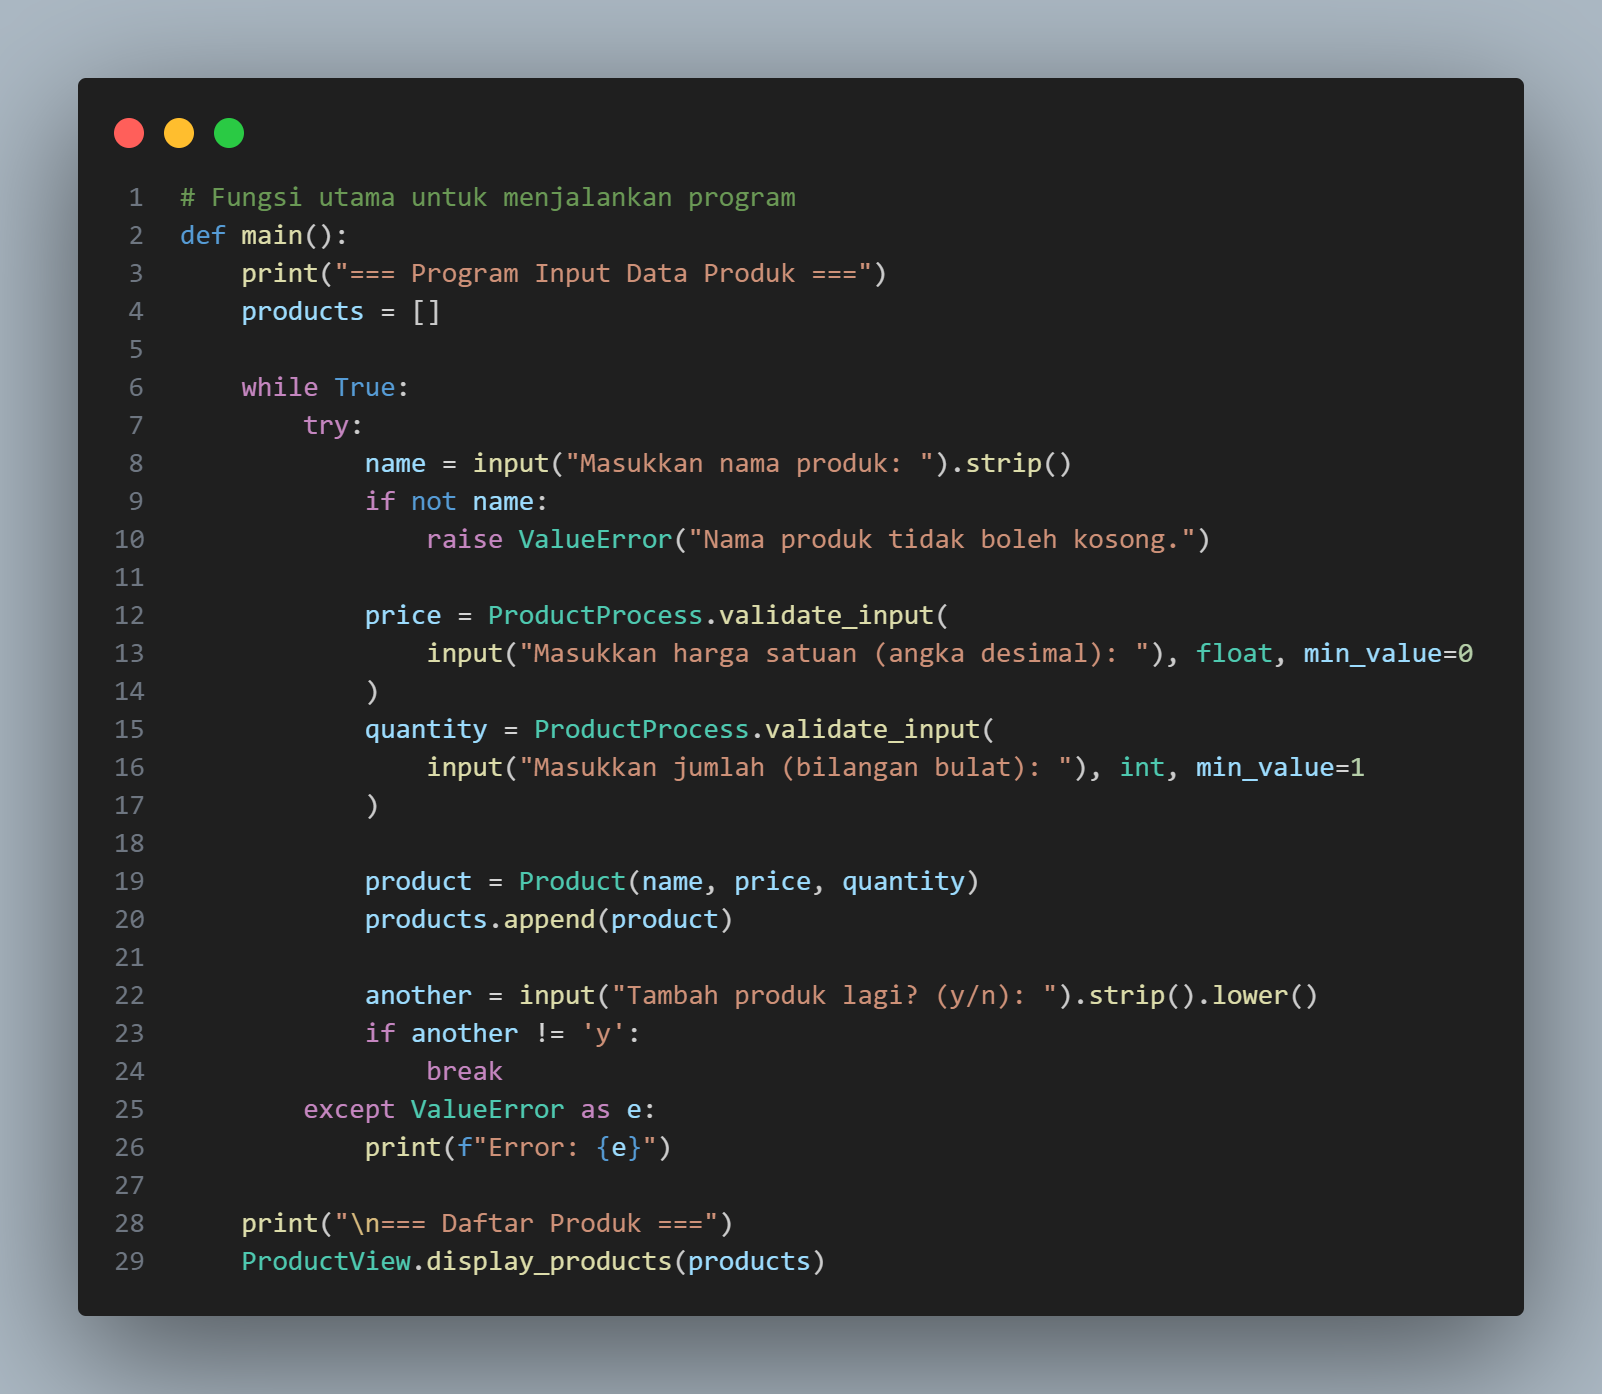 1 # Fungsi utama untuk menjalankan program
2 def main():
3     print("=== Program Input Data Produk ===")
4     products = []
5
6     while True:
7         try:
8             name = input("Masukkan nama produk: ").strip()
9             if not name:
10                 raise ValueError("Nama produk tidak boleh kosong.")
11
12             price = ProductProcess.validate_input(
13                 input("Masukkan harga satuan (angka desimal): "), float, min_value=0
14             )
15             quantity = ProductProcess.validate_input(
16                 input("Masukkan jumlah (bilangan bulat): "), int, min_value=1
17             )
18
19             product = Product(name, price, quantity)
20             products.append(product)
21
22             another = input("Tambah produk lagi? (y/n): ").strip().lower()
23             if another != 'y':
24                 break
25         except ValueError as e:
26             print(f"Error: {e}")
27
28     print("\n=== Daftar Produk ===")
29     ProductView.display_products(products)